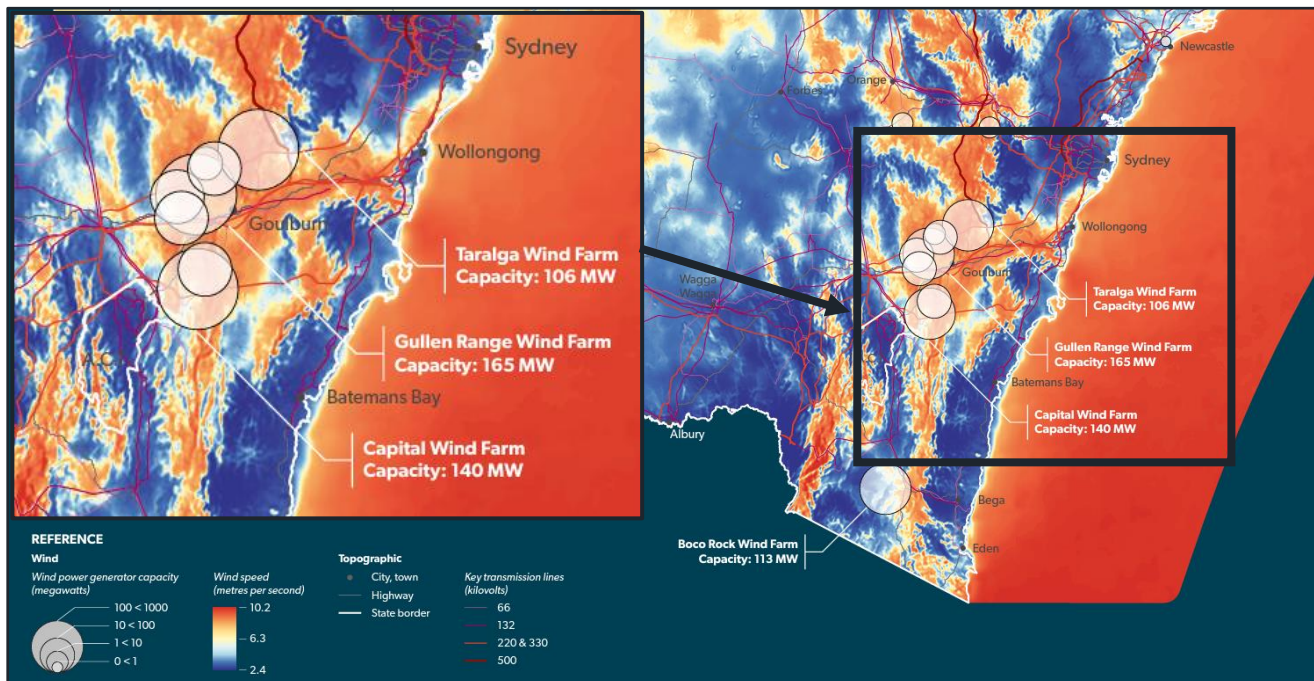 Sydney
Wollongong
Goulburn
Taralga Wind Farm
Capacity: 106 MW
Gullen Range Wind Farm
Capacity: 165 MW
A.C.
Batemans Bay
Capital Wind Farm
Capacity: 140 MW
Newcastle
Orange
Forbes
Sydney
Wollongong
Goulburn
Wagga
Wagga
Taralga Wind Farm
Capacity: 106 MW
Gullen Range Wind Farm
Capacity: 165 MW
Batemans Bay
Capital Wind Farm
Capacity: 140 MW
Albury
Bega
Boco Rock Wind Farm
Capacity: 113 MW
Eden
REFERENCE
Wind
Wind power generator capacity
(megawatts)
100 < 1000
10 < 100
1 < 10
0 < 1
Wind speed
(metres per second)
10.2
6.3
2.4
Topographic
City, town
Highway
State border
Key transmission lines
(kilovolts)
66
132
220 & 330
500